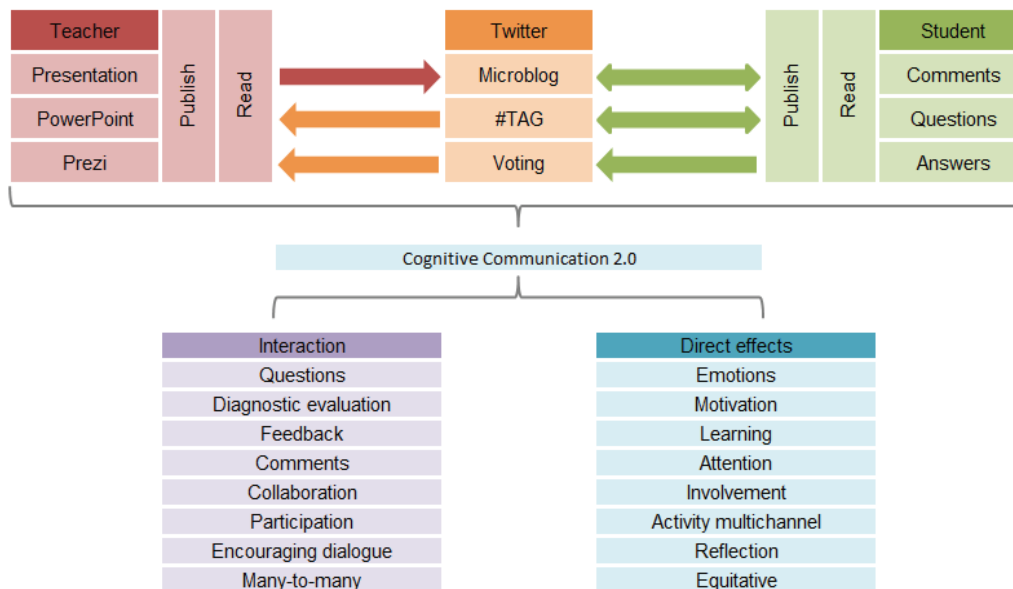 Teacher
Presentation
PowerPoint
Prezi
Publish
Read
Twitter
Microblog
#TAG
Voting
Publish
Read
Student
Comments
Questions
Answers
Cognitive Communication 2.0
Interaction
Questions
Diagnostic evaluation
Feedback
Comments
Collaboration
Participation
Encouraging dialogue
Many-to-many
Direct effects
Emotions
Motivation
Learning
Attention
Involvement
Activity multichannel
Reflection
Equitative